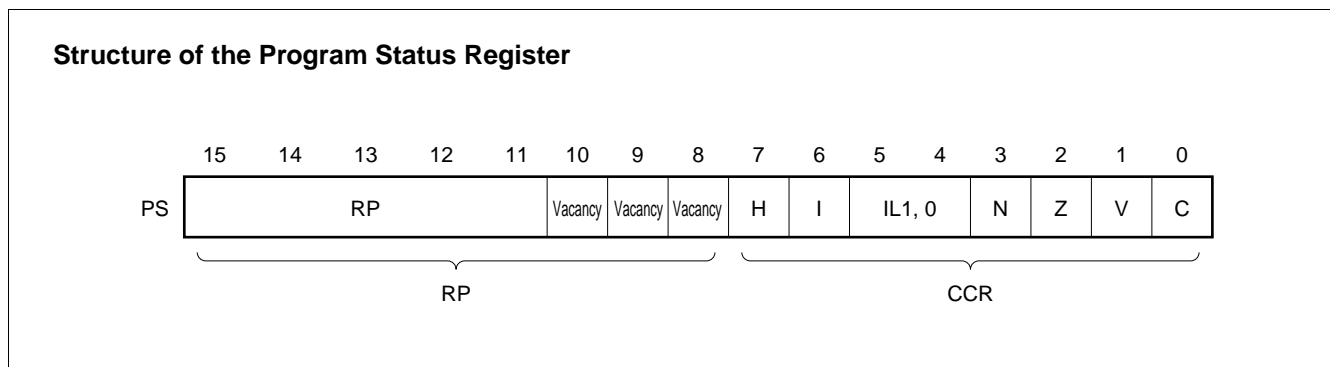 Structure of the Program Status Register
15 14 13 12 11 10 9 8 7 6 5 4 3 2 1 0
PS RP Vacancy Vacancy Vacancy H I IL1, 0 N Z V C
RP CCR